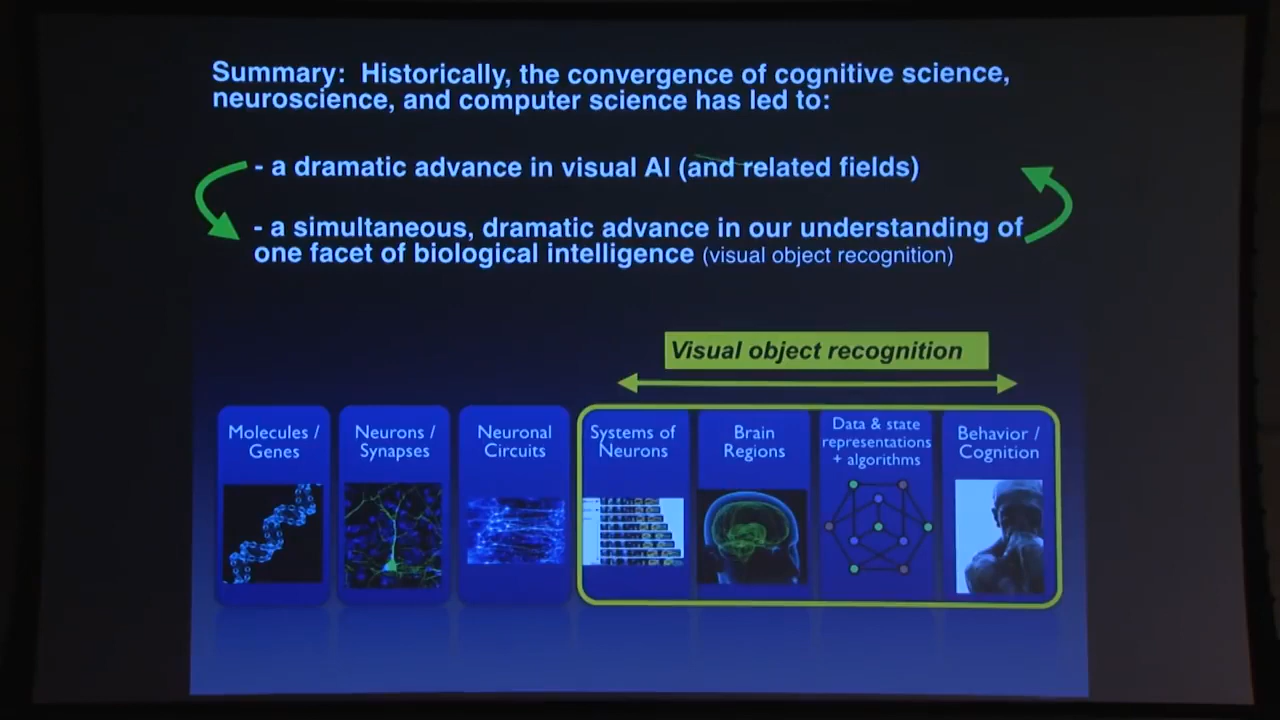 Summary:  Historically, the convergence of cognitive science,
neuroscience, and computer science has led to:
- a dramatic advance in visual AI (and related fields)
- a simultaneous, dramatic advance in our understanding of
one facet of biological intelligence (visual object recognition)
Visual object recognition
Molecules /
Genes
Neurons /
Synapses
Neuronal
Circuits
Systems of
Neurons
Brain
Regions
Data & state
representations
+ algorithms
Behavior /
Cognition